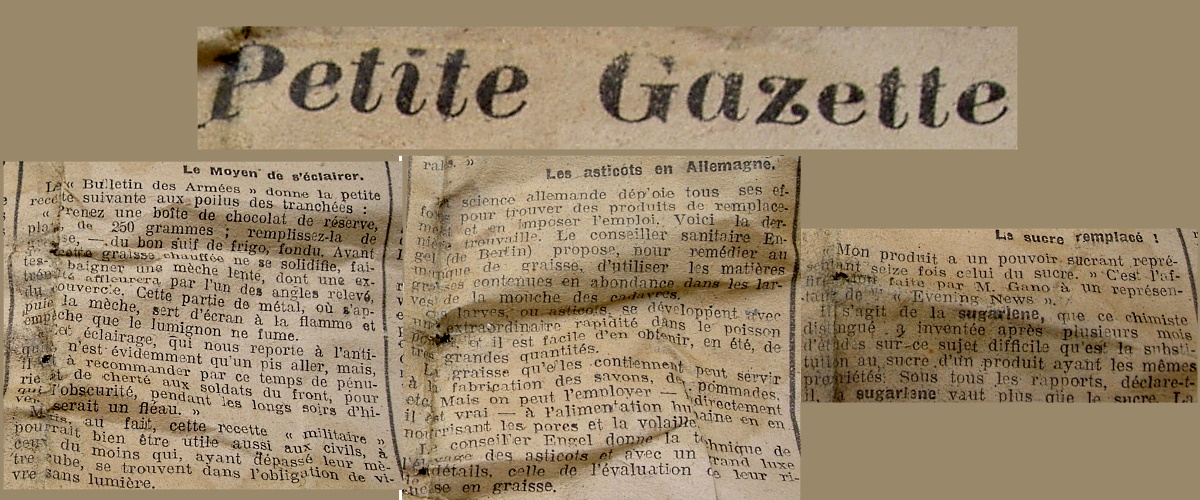 Petite Gazette
Le Moyen de s'éclairer.
Le « Bulletin des Armées » donne la petite
recette suivante aux poilus des tranchées :
« Prenez une boîte de chocolat de réserve,
de 250 grammes ; remplissez-la de
— du bon suif de frigo, fondu. Avant
cette graisse chauffée ne se solidifie, fai-
tes- baigner une mèche lente, dont une ex-
affleurera par l'un des angles relevé,
du couvercle. Cette partie de métal, où s'ap-
puie la mèche, sert d'écran à la flamme et
empêche que le lumignon ne fume.
éclairage, qui nous reporte à l'anti-
n'est évidemment qu'un pis aller, mais,
à recommander par ce temps de pénu-
rie et de cherté aux soldats du front, pour
l'obscurité, pendant les longs soirs d'hi-
serait un fléau. »
Mais, au fait, cette recette « militaire »
pourrait bien être utile aussi aux civils, à
ceux du moins qui, ayant dépassé leur mè-
tre cube, se trouvent dans l'obligation de vi-
vre sans lumière.
»
Les asticots en Allemagne.
science allemande déploie tous ses ef-
pour trouver des produits de remplace-
et en imposer l'emploi. Voici la der-
nière trouvaille. Le conseiller sanitaire En-
gel (de Berlin) propose, pour remédier au
manque de graisse, d'utiliser les matières
grasses contenues en abondance dans les lar-
ves de la mouche des cadavres.
larves, ou asticots, se développent avec
extraordinaire rapidité dans le poisson
et il est facile d'en obtenir, en été, de
très grandes quantités.
La graisse qu'elles contiennent peut servir
à la fabrication des savons, de pommades,
etc. Mais on peut l'employer — directement
il est vrai — à l'alimentation humaine en en
nourrissant les porcs et la volaille.
Le conseiller Engel donne la technique de
l'élevage des asticots et avec un grand luxe
détails, celle de l'évaluation de leur ri-
chesse en graisse.
Le sucre remplacé !
Mon produit a un pouvoir sucrant repré-
sentant seize fois celui du sucre. » C'est l'af-
faite par M. Gano à un représen-
tant de l' « Evening News ».
Il s'agit de la sugarlene, que ce chimiste
distingué a inventée après plusieurs mois
d'études sur ce sujet difficile qu'est la substi-
tution au sucre d'un produit ayant les mêmes
propriétés. Sous tous les rapports, déclare-t-
il, la sugarlene vaut plus que le sucre. La